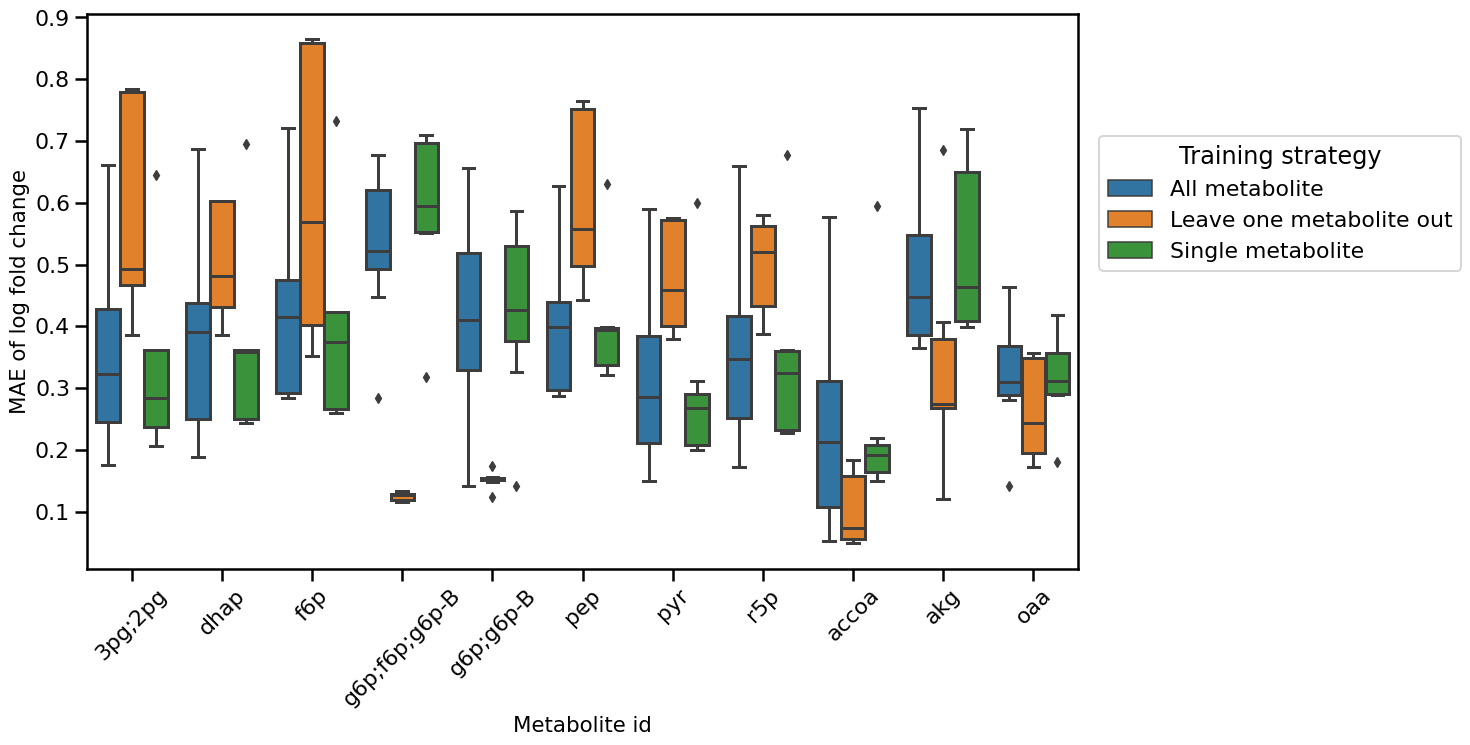 0.9
0.8
0.7
0.6
0.5
0.4
0.3
0.2
0.1
MAE of log fold change
3pg;2pg
dhap
f6p
g6p;f6p;g6p-B
g6p;g6p-B
pep
pyr
r5p
accoa
akg
oaa
Metabolite id
Training strategy
All metabolite
Leave one metabolite out
Single metabolite